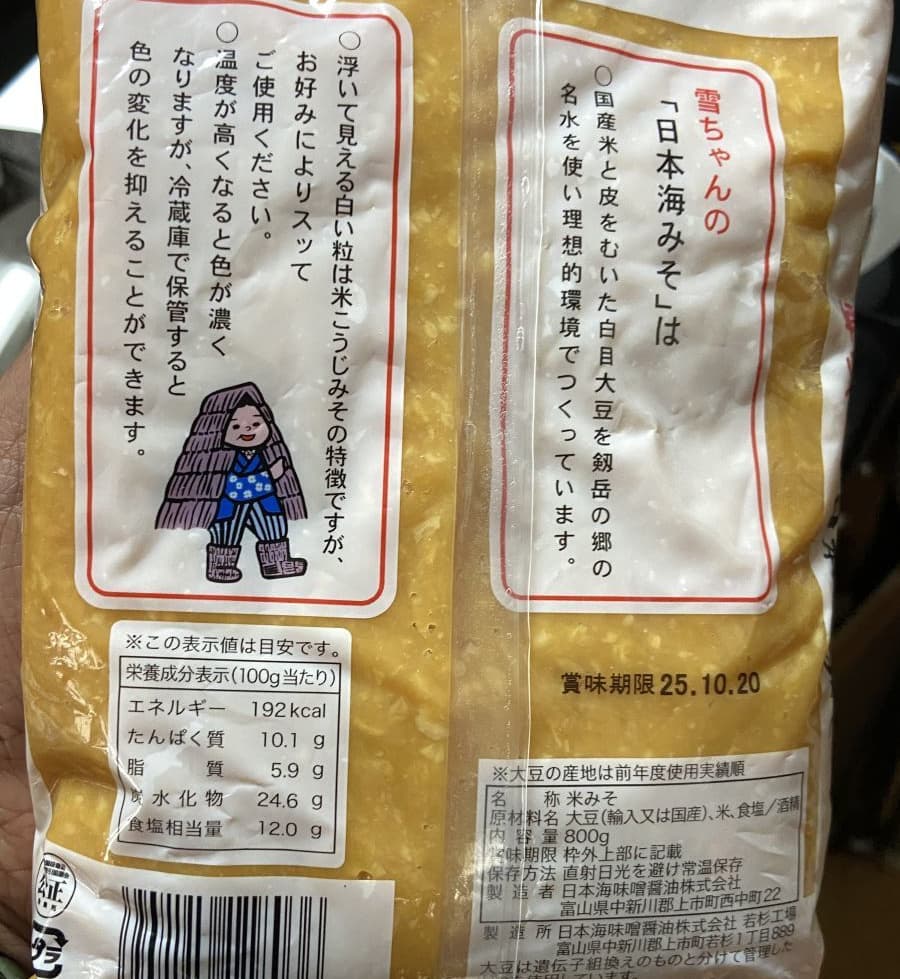 雪ちゃんの
「日本海みそ」は
○国産米と皮をむいた白目大豆を剱岳の郷の
名水を使い理想的環境でつくっています。
○浮いて見える白い粒は米こうじみその特徴ですが、
お好みによりスッて
ご使用ください。
○温度が高くなると色が濃く
なりますが、冷蔵庫で保管すると
色の変化を抑えることができます。
※この表示値は目安です。
栄養成分表示(100g当たり)
エネルギー 192kcal
たんぱく質 10.1 g
脂質 5.9 g
炭水化物 24.6 g
食塩相当量 12.0 g
賞味期限 25.10.20
※大豆の産地は前年度使用実績順
名称 米みそ
原材料名 大豆(輸入又は国産)、米、食塩/酒精
内容量 800g
賞味期限 枠外上部に記載
保存方法 直射日光を避け常温保存
製造者 日本海味噌醤油株式会社
富山県中新川郡上市町西中町22
製造所 日本海味噌醤油株式会社 若杉工場
富山県中新川郡上市町若杉1丁目889
大豆は遺伝子組換えのものと分けて管理した
公正
プラ